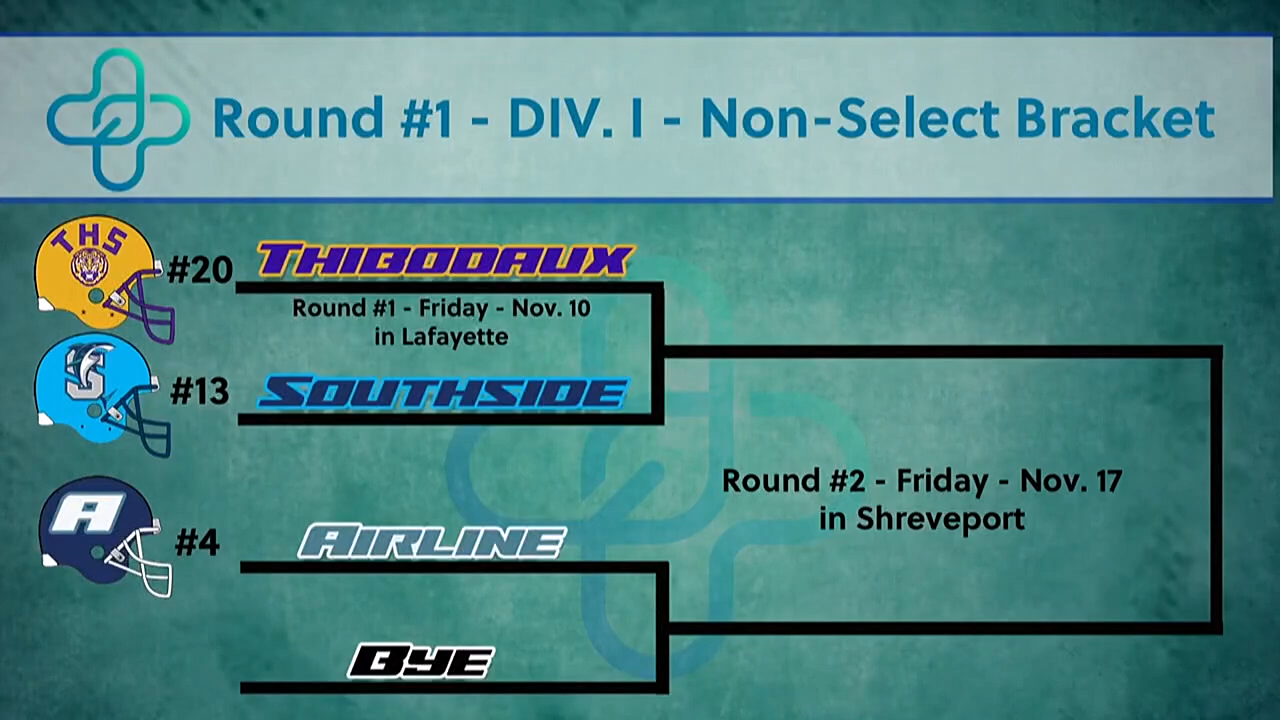 Round #1 - DIV. I - Non-Select Bracket
THS
#20 THIBODAUX
Round #1 - Friday - Nov. 10
in Lafayette
S
#13 SOUTHSIDE
Round #2 - Friday - Nov. 17
in Shreveport
A
#4 AIRLINE
BYE